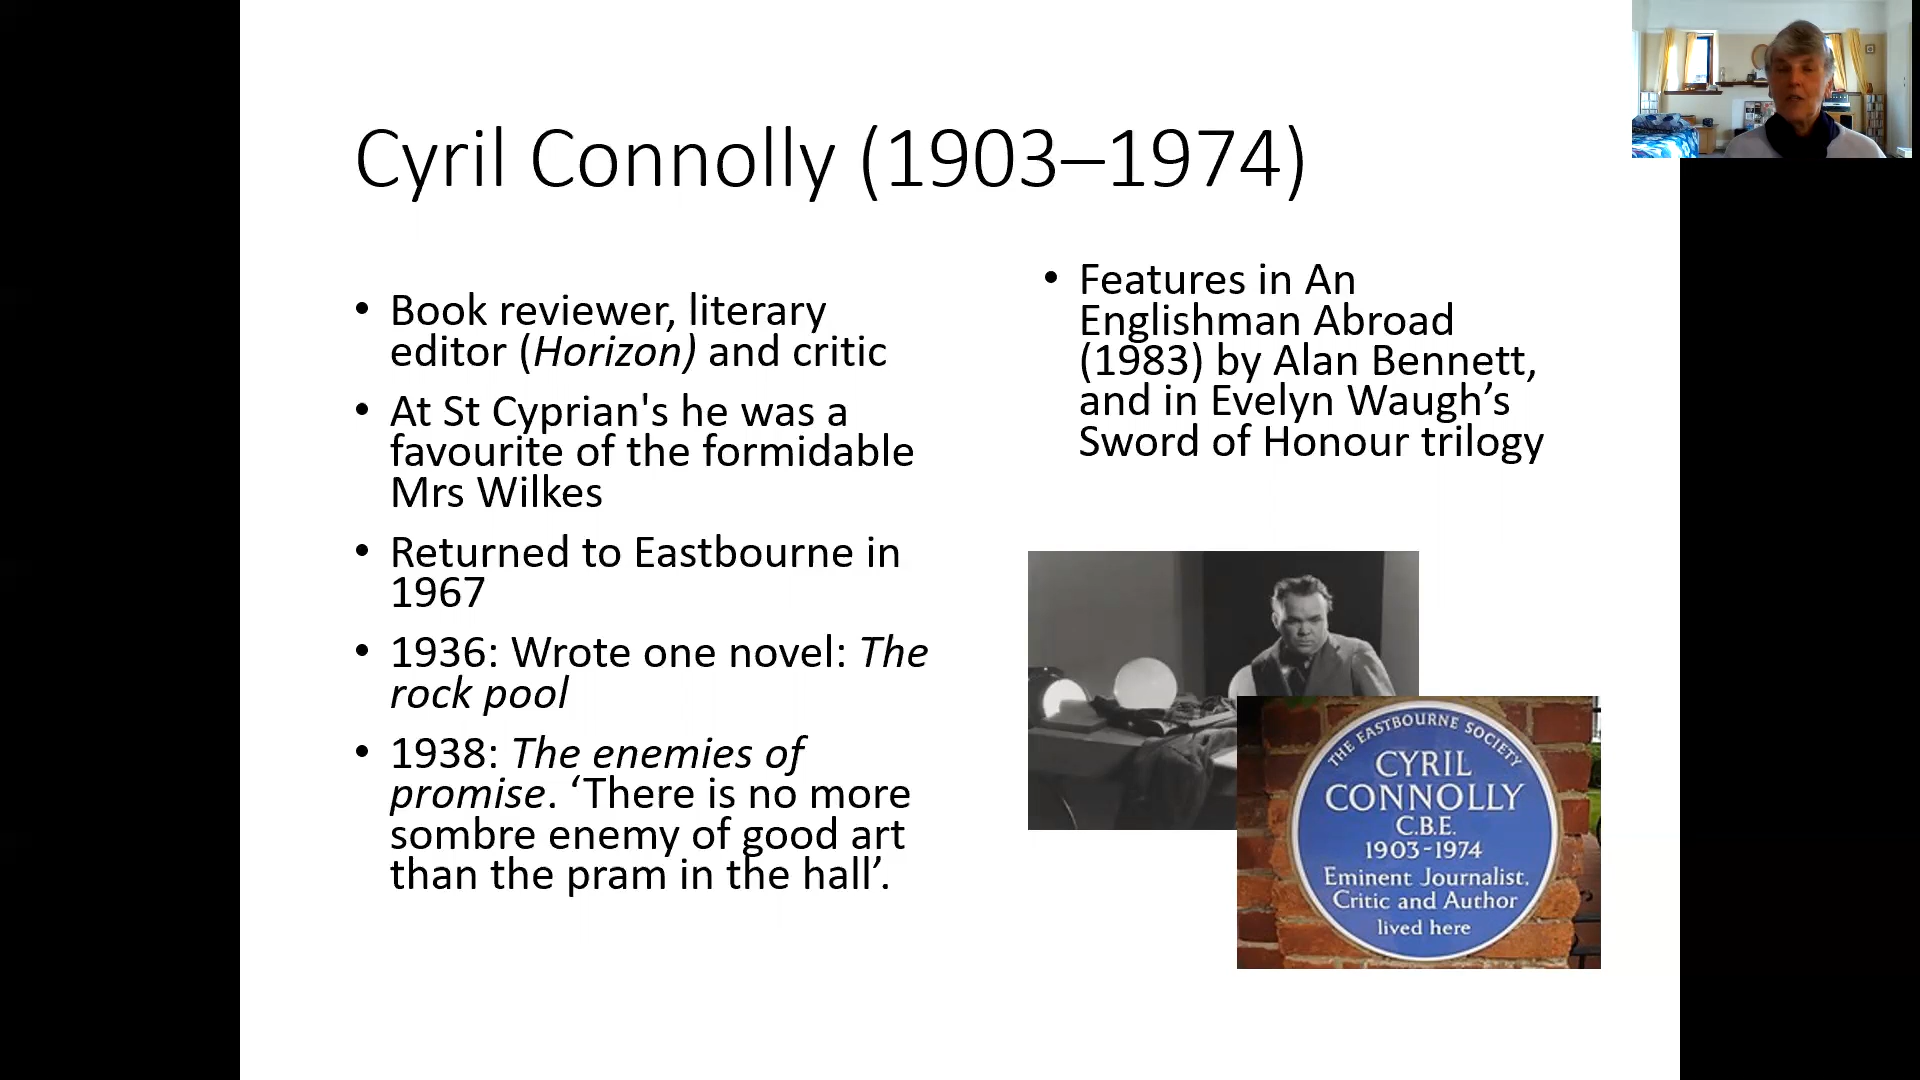 Cyril Connolly (1903–1974)
• Book reviewer, literary
editor (Horizon) and critic
• At St Cyprian's he was a
favourite of the formidable
Mrs Wilkes
• Returned to Eastbourne in
1967
• 1936: Wrote one novel: The
rock pool
• 1938: The enemies of
promise. ‘There is no more
sombre enemy of good art
than the pram in the hall’.
• Features in An
Englishman Abroad
(1983) by Alan Bennett,
and in Evelyn Waugh’s
Sword of Honour trilogy
THE EASTBOURNE SOCIETY
CYRIL
CONNOLLY
C.B.E.
1903-1974
Eminent Journalist,
Critic and Author
lived here